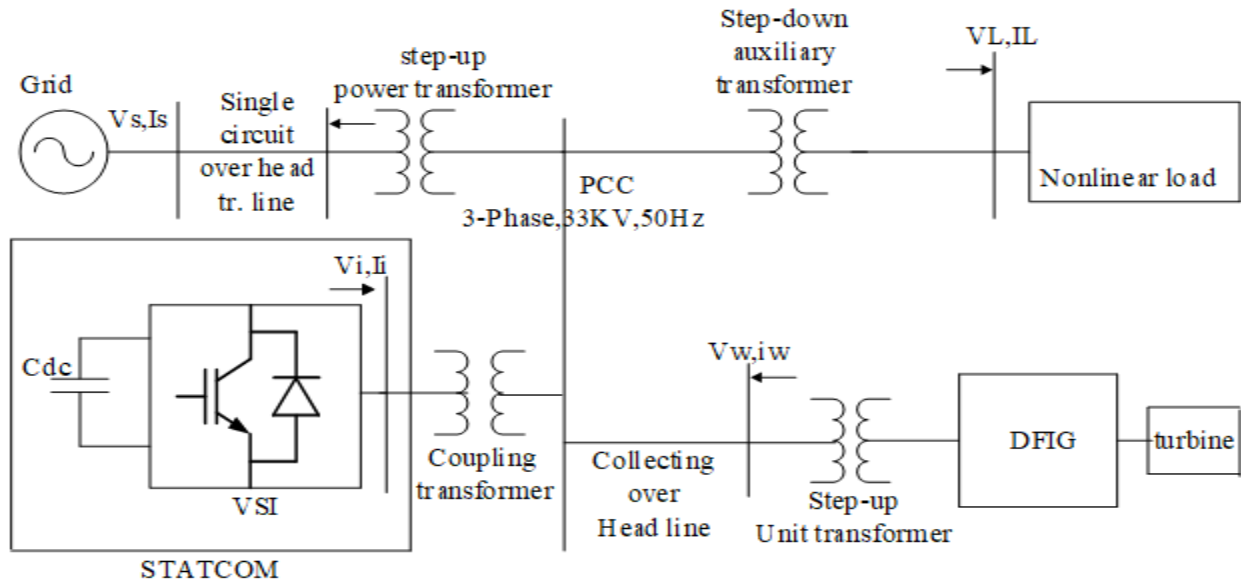 Grid
Vs,Is
Single
circuit
over head
tr. line
step-up
power transformer
Step-down
auxiliary
transformer
VL,IL
Nonlinear load
PCC
3-Phase,33KV,50Hz
Vi,Ii
Cdc
VSI
STATCOM
Coupling
transformer
Collecting
over
Head line
Vw,iw
Step-up
Unit transformer
DFIG
turbine